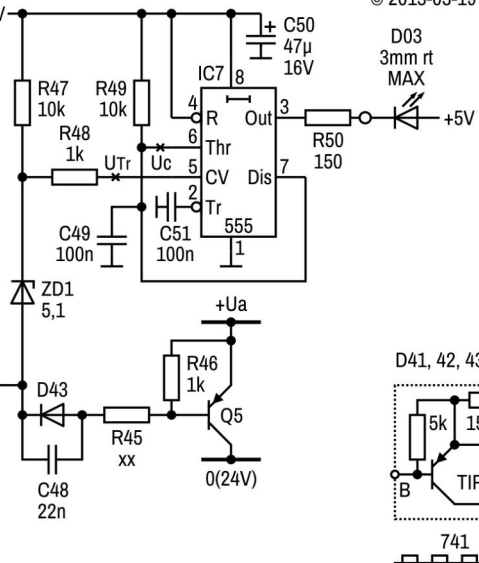 + C50
47µ
16V
D03
3mm rt
MAX
IC7 8
R47
10k
R49
10k
4
R
Out
3
+5V
R50
150
R48
1k
6
Thr
UTr
Uc
5
CV
Dis
7
2
Tr
C49
100n
C51
100n
555
1
ZD1
5,1
+Ua
R46
1k
D41, 42, 43
D43
Q5
R45
xx
5k
15
0(24V)
B
TIP
C48
22n
741